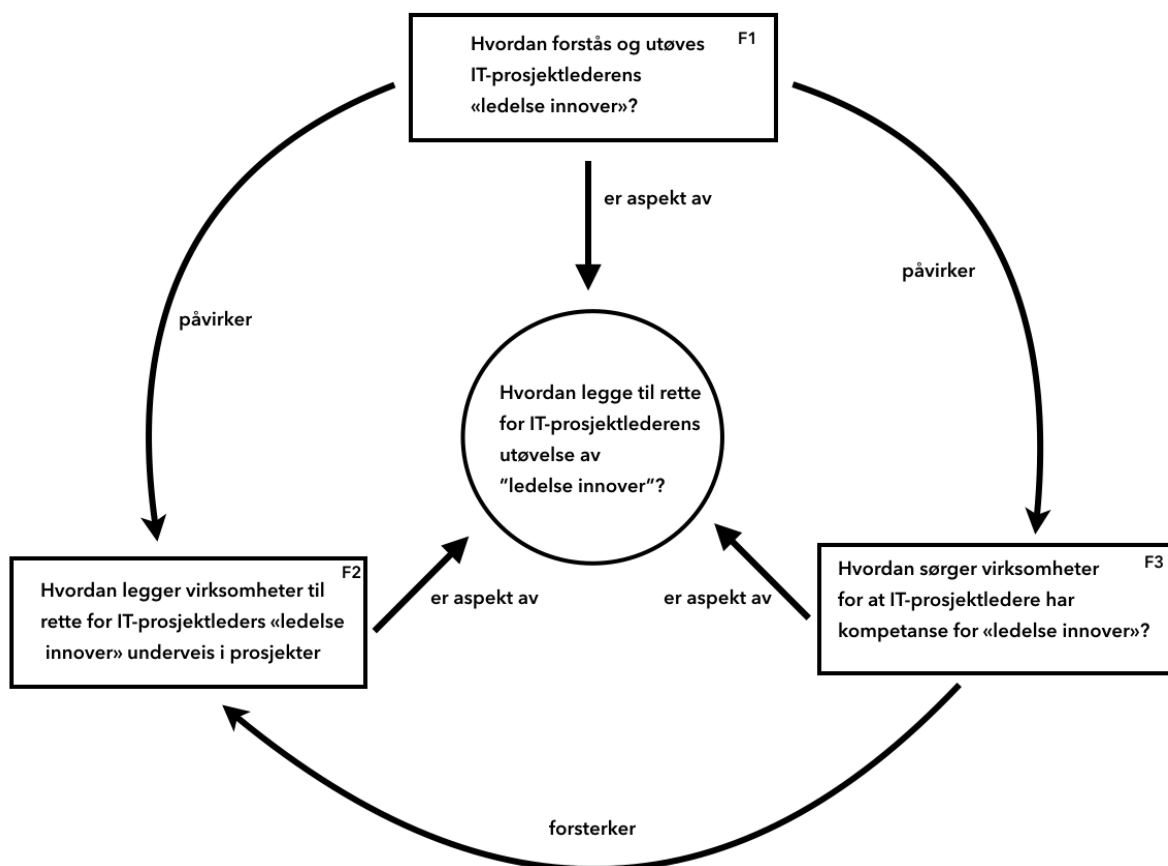 Hvordan forstås og utøves
F1
IT-prosjektlederens
«ledelse innover»?
er aspekt av
påvirker
påvirker
Hvordan legge til rette
for IT-prosjektlederens
utøvelse av
”ledelse innover”?
F2
Hvordan legger virksomheter til
rette for IT-prosjektleders «ledelse
innover» underveis i prosjekter
er aspekt av
er aspekt av
Hvordan sørger virksomheter
F3
for at IT-prosjektledere har
kompetanse for «ledelse innover»?
forsterker